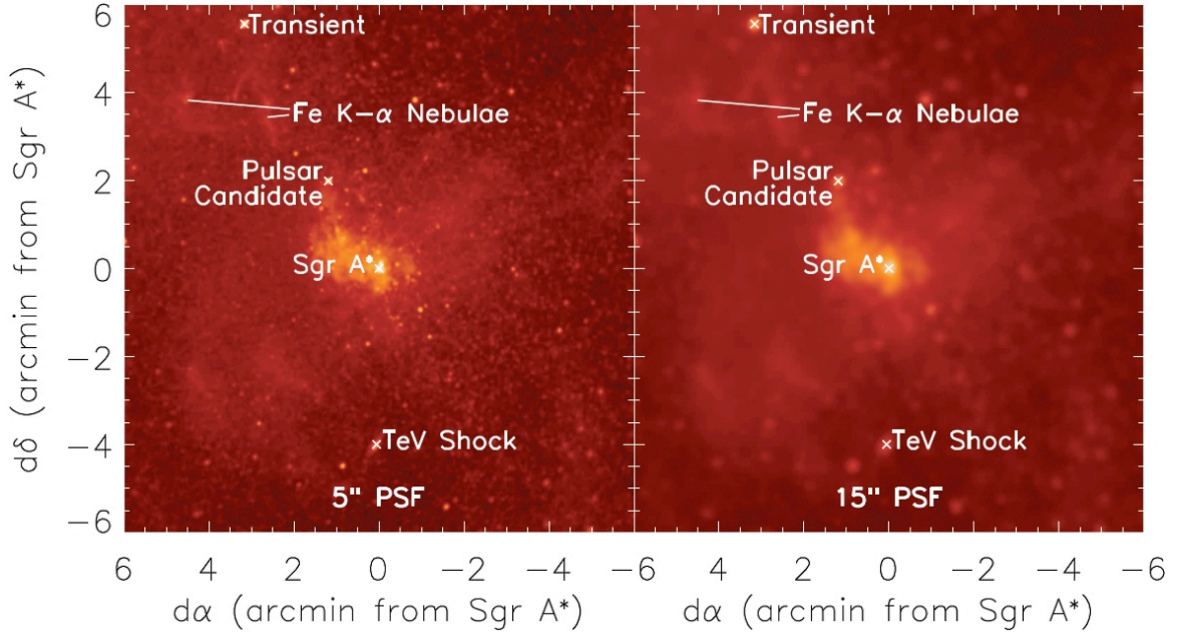 6
4
2
0
−2
−4
−6
dδ (arcmin from Sgr A*)
Transient
Fe K−α Nebulae
Pulsar
Candidate
Sgr A*
TeV Shock
5" PSF
Transient
Fe K−α Nebulae
Pulsar
Candidate
Sgr A*
TeV Shock
15" PSF
6 4 2 0 −2 −4 −6 4 2 0 −2 −4 −6
dα (arcmin from Sgr A*) dα (arcmin from Sgr A*)